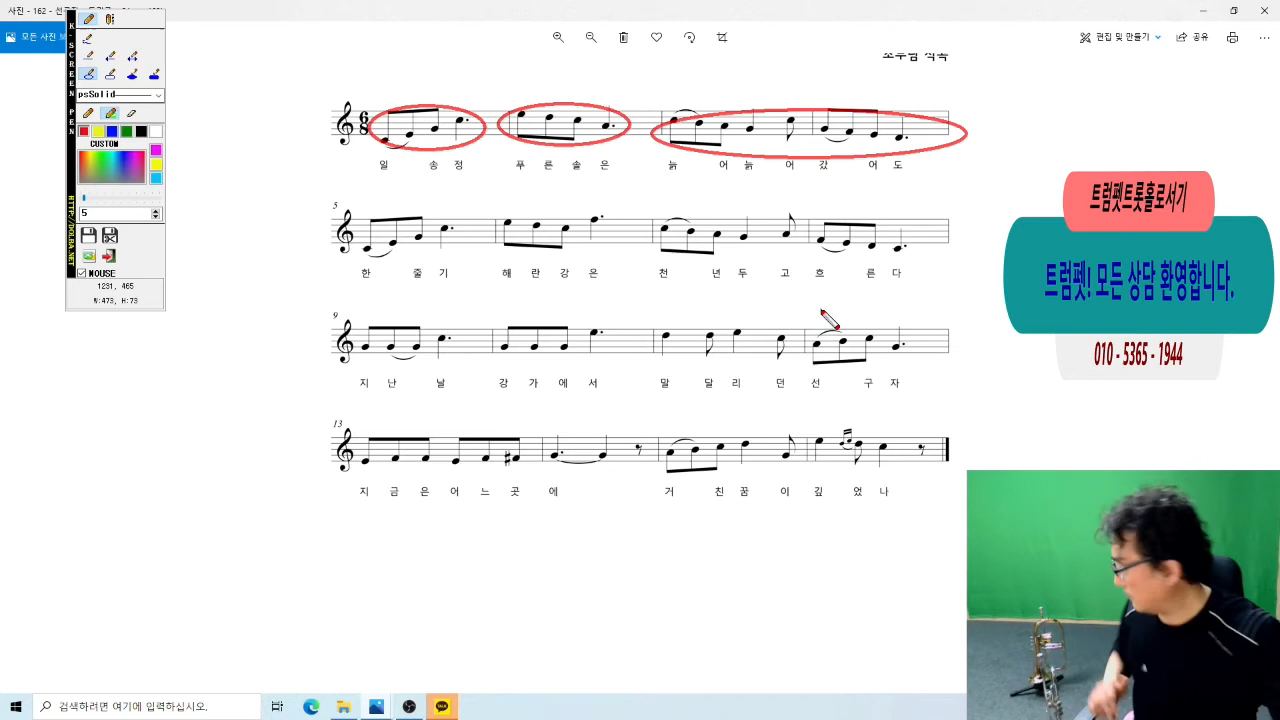 사진 - 162 - 선구
모든 사진 보
편집 및 만들기
공유
K-SCREEN PEN
HTTP://DOLBA.NET
psSolid
CUSTOM
5
MOUSE
1231, 465
W:473, H:73
6
8
일 송 정 푸 른 솔 은 늙 어 늙 어 갔 어 도
5
한 줄 기 해 란 강 은 천 년 두 고 흐 른 다
9
지 난 날 강 가 에 서 말 달 리 던 선 구 자
13
지 금 은 어 느 곳 에 거 친 꿈 이 깊 었 나
트럼펫트롯홀로서기
트럼펫! 모든 상담 환영합니다.
010 - 5365 - 1944
검색하려면 여기에 입력하십시오.
TALK